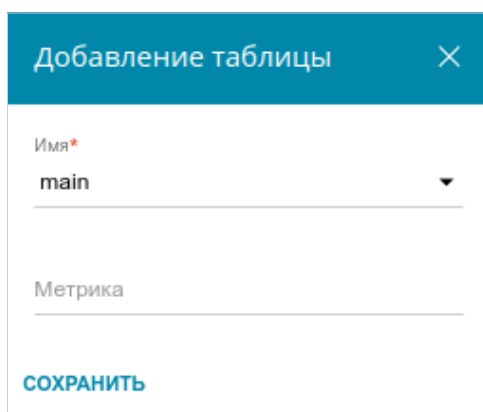 Добавление таблицы
Имя*
main
Метрика
СОХРАНИТЬ